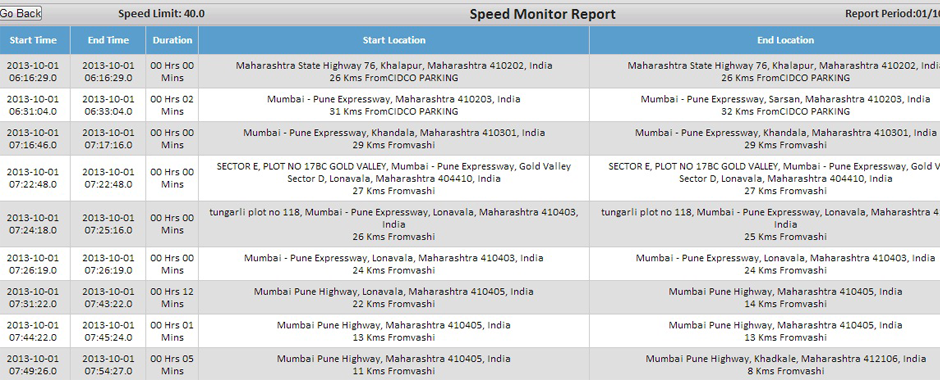 Go Back Speed Limit: 40.0 Speed Monitor Report Report Period:01/10
Start Time End Time Duration Start Location End Location
2013-10-01 06:16:29.0 2013-10-01 06:16:29.0 00 Hrs 00 Mins Maharashtra State Highway 76, Khalapur, Maharashtra 410202, India 26 Kms FromCIDCO PARKING Maharashtra State Highway 76, Khalapur, Maharashtra 410202, Ind 26 Kms FromCIDCO PARKING
2013-10-01 06:31:04.0 2013-10-01 06:33:04.0 00 Hrs 02 Mins Mumbai - Pune Expressway, Maharashtra 410203, India 31 Kms FromCIDCO PARKING Mumbai - Pune Expressway, Sarsan, Maharashtra 410203, India 32 Kms FromCIDCO PARKING
2013-10-01 07:16:46.0 2013-10-01 07:17:16.0 00 Hrs 00 Mins Mumbai - Pune Expressway, Khandala, Maharashtra 410301, India 29 Kms Fromvashi Mumbai - Pune Expressway, Khandala, Maharashtra 410301, India 29 Kms Fromvashi
2013-10-01 07:22:48.0 2013-10-01 07:22:48.0 00 Hrs 00 Mins SECTOR E, PLOT NO 17BC GOLD VALLEY, Mumbai - Pune Expressway, Gold Valley Sector D, Lonavala, Maharashtra 404410, India 27 Kms Fromvashi SECTOR E, PLOT NO 17BC GOLD VALLEY, Mumbai - Pune Expressway, Gold V Sector D, Lonavala, Maharashtra 404410, India 27 Kms Fromvashi
2013-10-01 07:24:18.0 2013-10-01 07:25:16.0 00 Hrs 00 Mins tungarli plot no 118, Mumbai - Pune Expressway, Lonavala, Maharashtra 410403, India 26 Kms Fromvashi tungarli plot no 118, Mumbai - Pune Expressway, Lonavala, Maharashtra 4 India 25 Kms Fromvashi
2013-10-01 07:26:19.0 2013-10-01 07:26:19.0 00 Hrs 00 Mins Mumbai - Pune Expressway, Lonavala, Maharashtra 410403, India 24 Kms Fromvashi Mumbai - Pune Expressway, Lonavala, Maharashtra 410403, India 24 Kms Fromvashi
2013-10-01 07:31:22.0 2013-10-01 07:43:22.0 00 Hrs 12 Mins Mumbai Pune Highway, Lonavala, Maharashtra 410405, India 22 Kms Fromvashi Mumbai Pune Highway, Maharashtra 410405, India 14 Kms Fromvashi
2013-10-01 07:44:22.0 2013-10-01 07:45:24.0 00 Hrs 01 Mins Mumbai Pune Highway, Maharashtra 410405, India 13 Kms Fromvashi Mumbai Pune Highway, Maharashtra 410405, India 13 Kms Fromvashi
2013-10-01 07:49:26.0 2013-10-01 07:54:27.0 00 Hrs 05 Mins Mumbai Pune Highway, Maharashtra 410405, India 11 Kms Fromvashi Mumbai Pune Highway, Khadkale, Maharashtra 412106, India 8 Kms Fromvashi